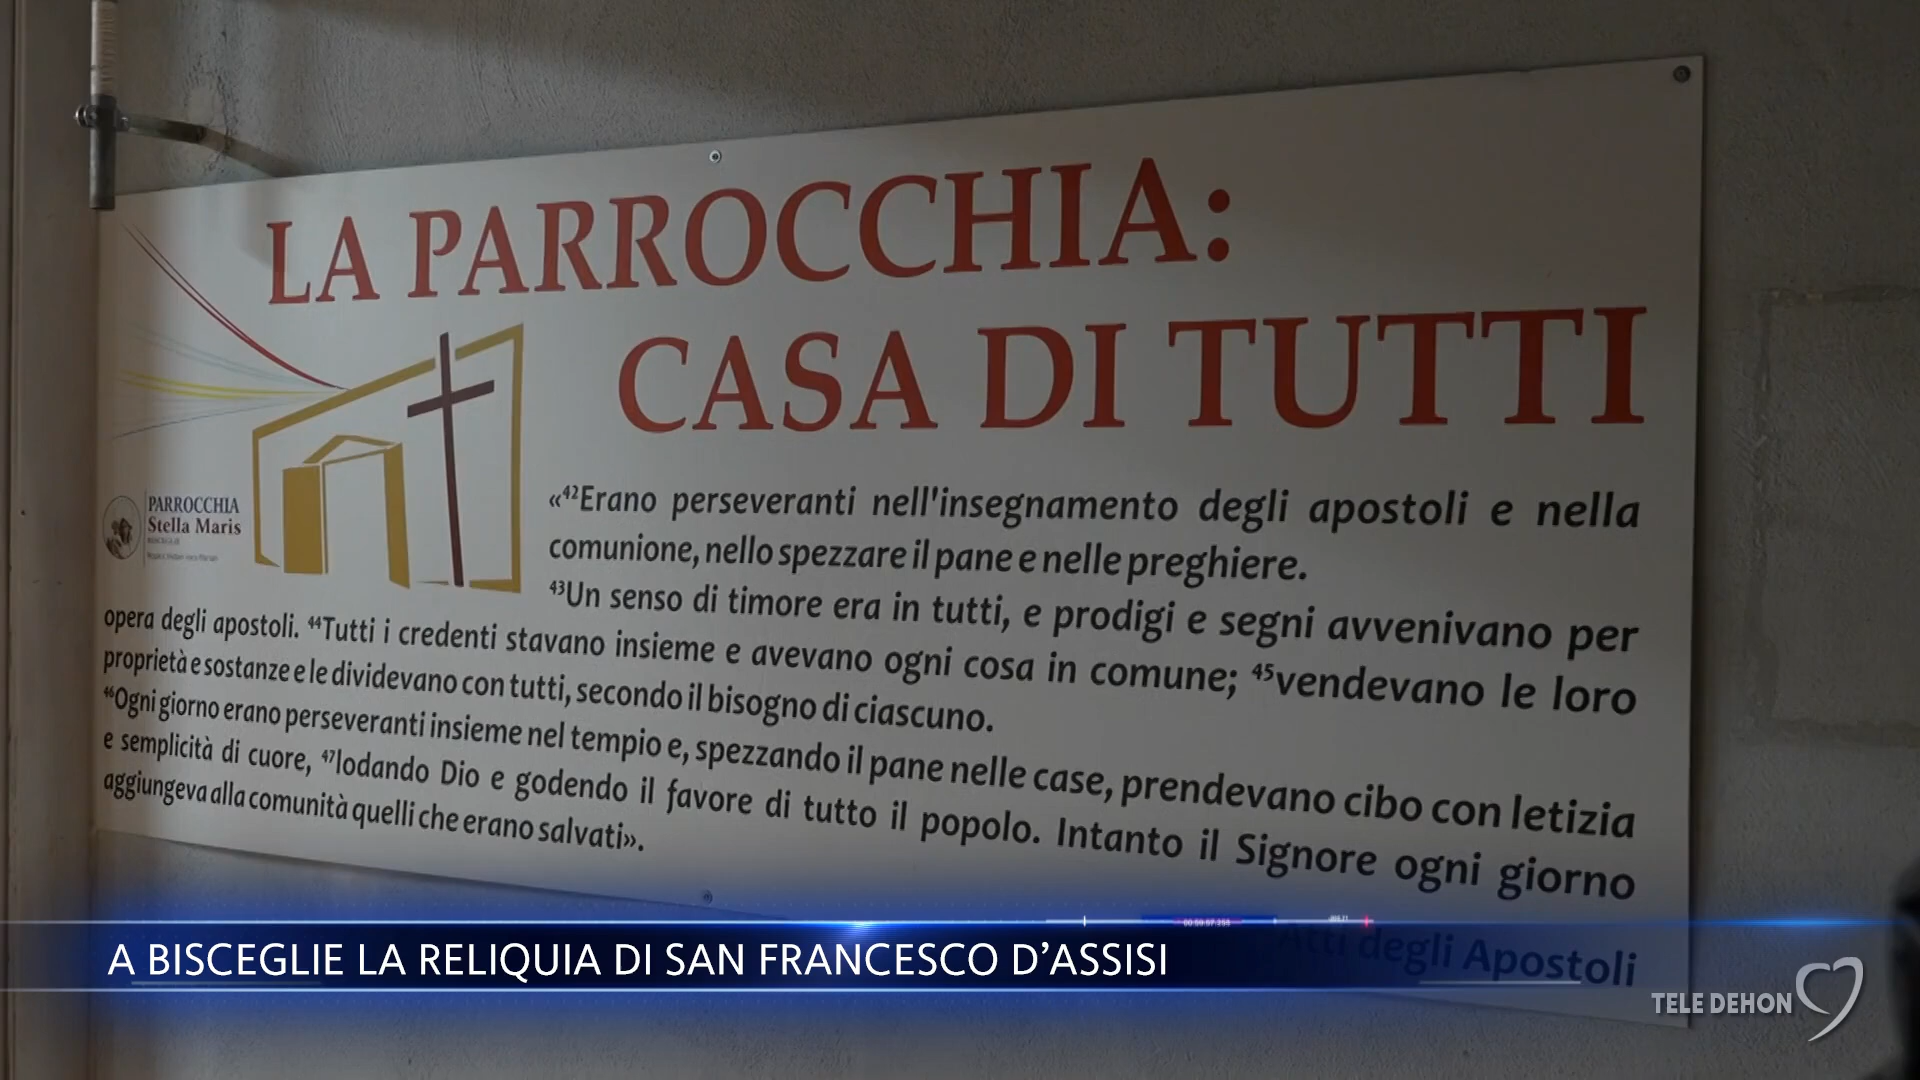 LA PARROCCHIA:
CASA DI TUTTI
PARROCCHIA
Stella Maris
«⁴²Erano perseveranti nell'insegnamento degli apostoli e nella
comunione, nello spezzare il pane e nelle preghiere.
⁴³Un senso di timore era in tutti, e prodigi e segni avvenivano per
opera degli apostoli. ⁴⁴Tutti i credenti stavano insieme e avevano ogni cosa in comune; ⁴⁵vendevano le loro
proprietà e sostanze e le dividevano con tutti, secondo il bisogno di ciascuno.
⁴⁶Ogni giorno erano perseveranti insieme nel tempio e, spezzando il pane nelle case, prendevano cibo con letizia
e semplicità di cuore, ⁴⁷lodando Dio e godendo il favore di tutto il popolo. Intanto il Signore ogni giorno
aggiungeva alla comunità quelli che erano salvati».
Atti degli Apostoli
A BISCEGLIE LA RELIQUIA DI SAN FRANCESCO D’ASSISI
TELE DEHON